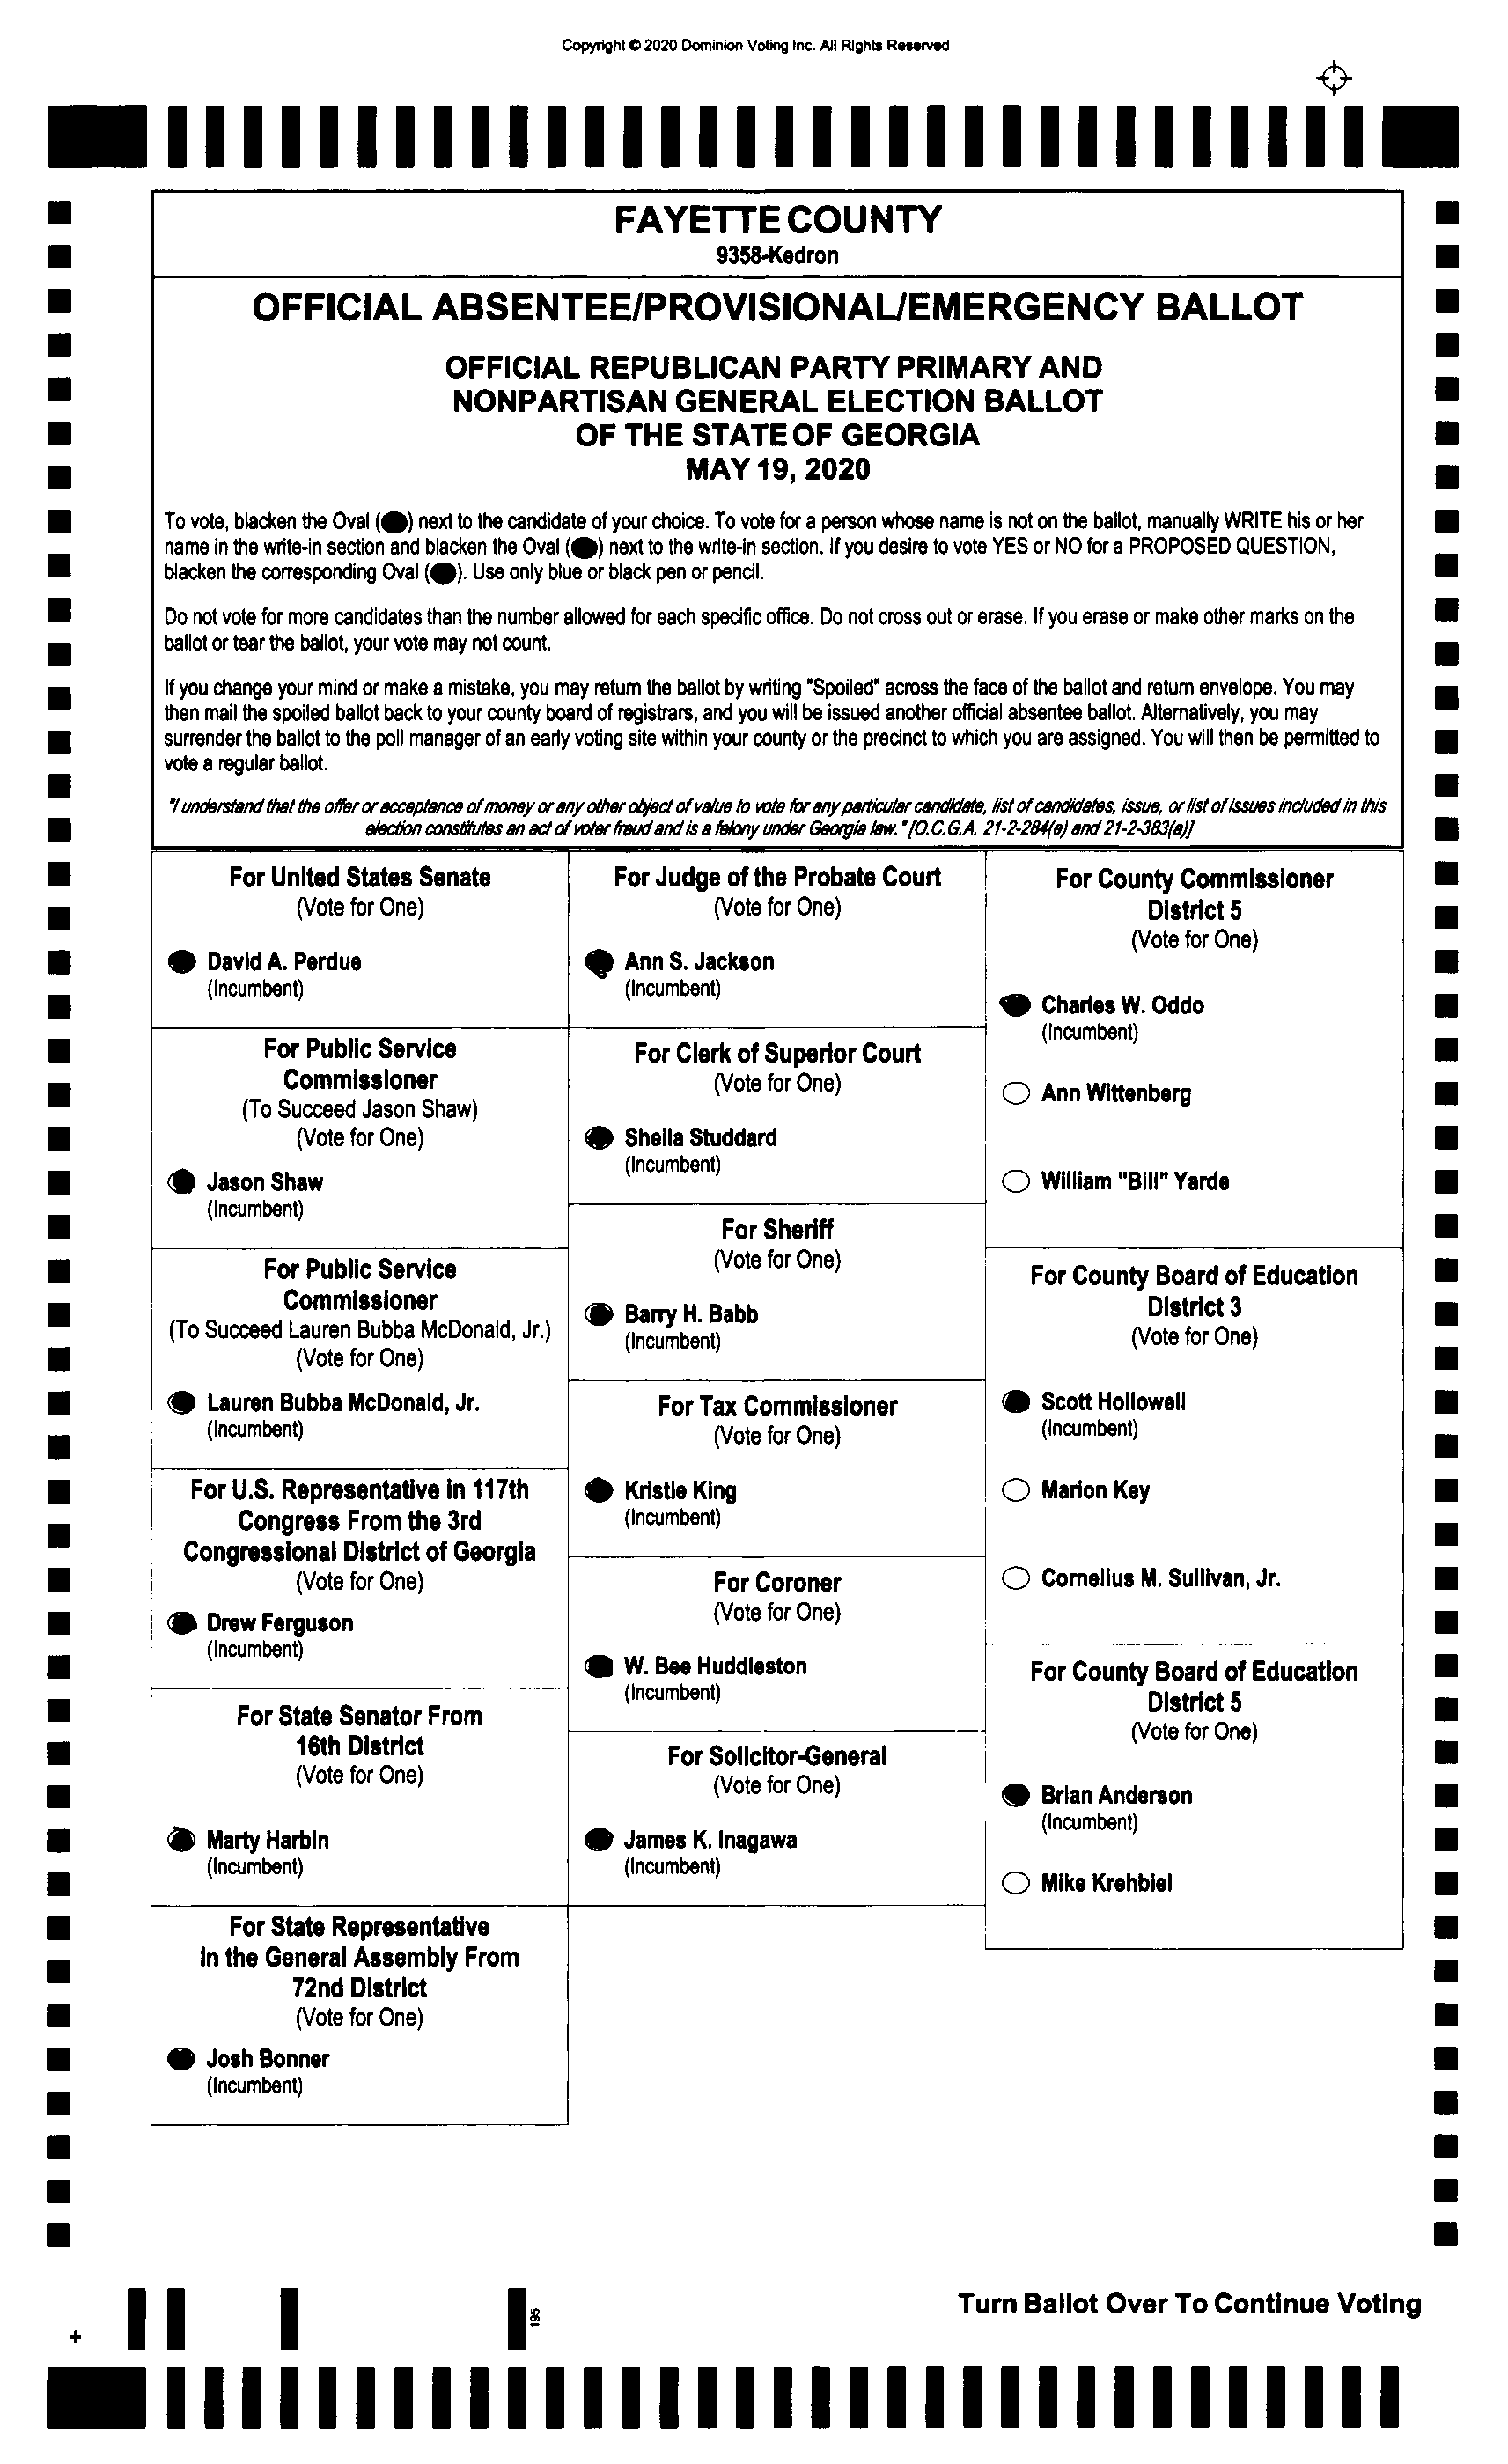 Copyright © 2020 Dominion Voting Inc. All Rights Reserved
FAYETTE COUNTY
9358-Kedron
OFFICIAL ABSENTEE/PROVISIONAL/EMERGENCY BALLOT
OFFICIAL REPUBLICAN PARTY PRIMARY AND
NONPARTISAN GENERAL ELECTION BALLOT
OF THE STATE OF GEORGIA
MAY 19, 2020
To vote, blacken the Oval (●) next to the candidate of your choice. To vote for a person whose name is not on the ballot, manually WRITE his or her
name in the write-in section and blacken the Oval (●) next to the write-in section. If you desire to vote YES or NO for a PROPOSED QUESTION,
blacken the corresponding Oval (●). Use only blue or black pen or pencil.
Do not vote for more candidates than the number allowed for each specific office. Do not cross out or erase. If you erase or make other marks on the
ballot or tear the ballot, your vote may not count.
If you change your mind or make a mistake, you may return the ballot by writing "Spoiled" across the face of the ballot and return envelope. You may
then mail the spoiled ballot back to your county board of registrars, and you will be issued another official absentee ballot. Alternatively, you may
surrender the ballot to the poll manager of an early voting site within your county or the precinct to which you are assigned. You will then be permitted to
vote a regular ballot.
"I understand that the offer or acceptance of money or any other object of value to vote for any particular candidate, list of candidates, issue, or list of issues included in this
election constitutes an act of voter fraud and is a felony under Georgia law." [O.C.G.A. 21-2-284(e) and 21-2-383(a)]
For United States Senate
(Vote for One)
David A. Perdue
(Incumbent)
For Public Service
Commissioner
(To Succeed Jason Shaw)
(Vote for One)
Jason Shaw
(Incumbent)
For Public Service
Commissioner
(To Succeed Lauren Bubba McDonald, Jr.)
(Vote for One)
Lauren Bubba McDonald, Jr.
(Incumbent)
For U.S. Representative in 117th
Congress From the 3rd
Congressional District of Georgia
(Vote for One)
Drew Ferguson
(Incumbent)
For State Senator From
16th District
(Vote for One)
Marty Harbin
(Incumbent)
For State Representative
In the General Assembly From
72nd District
(Vote for One)
Josh Bonner
(Incumbent)
For Judge of the Probate Court
(Vote for One)
Ann S. Jackson
(Incumbent)
For Clerk of Superior Court
(Vote for One)
Sheila Studdard
(Incumbent)
For Sheriff
(Vote for One)
Barry H. Babb
(Incumbent)
For Tax Commissioner
(Vote for One)
Kristie King
(Incumbent)
For Coroner
(Vote for One)
W. Bee Huddleston
(Incumbent)
For Solicitor-General
(Vote for One)
James K. Inagawa
(Incumbent)
For County Commissioner
District 5
(Vote for One)
Charles W. Oddo
(Incumbent)
Ann Wittenberg
William "Bill" Yarde
For County Board of Education
District 3
(Vote for One)
Scott Hollowell
(Incumbent)
Marion Key
Cornelius M. Sullivan, Jr.
For County Board of Education
District 5
(Vote for One)
Brian Anderson
(Incumbent)
Mike Krehbiel
Turn Ballot Over To Continue Voting
195